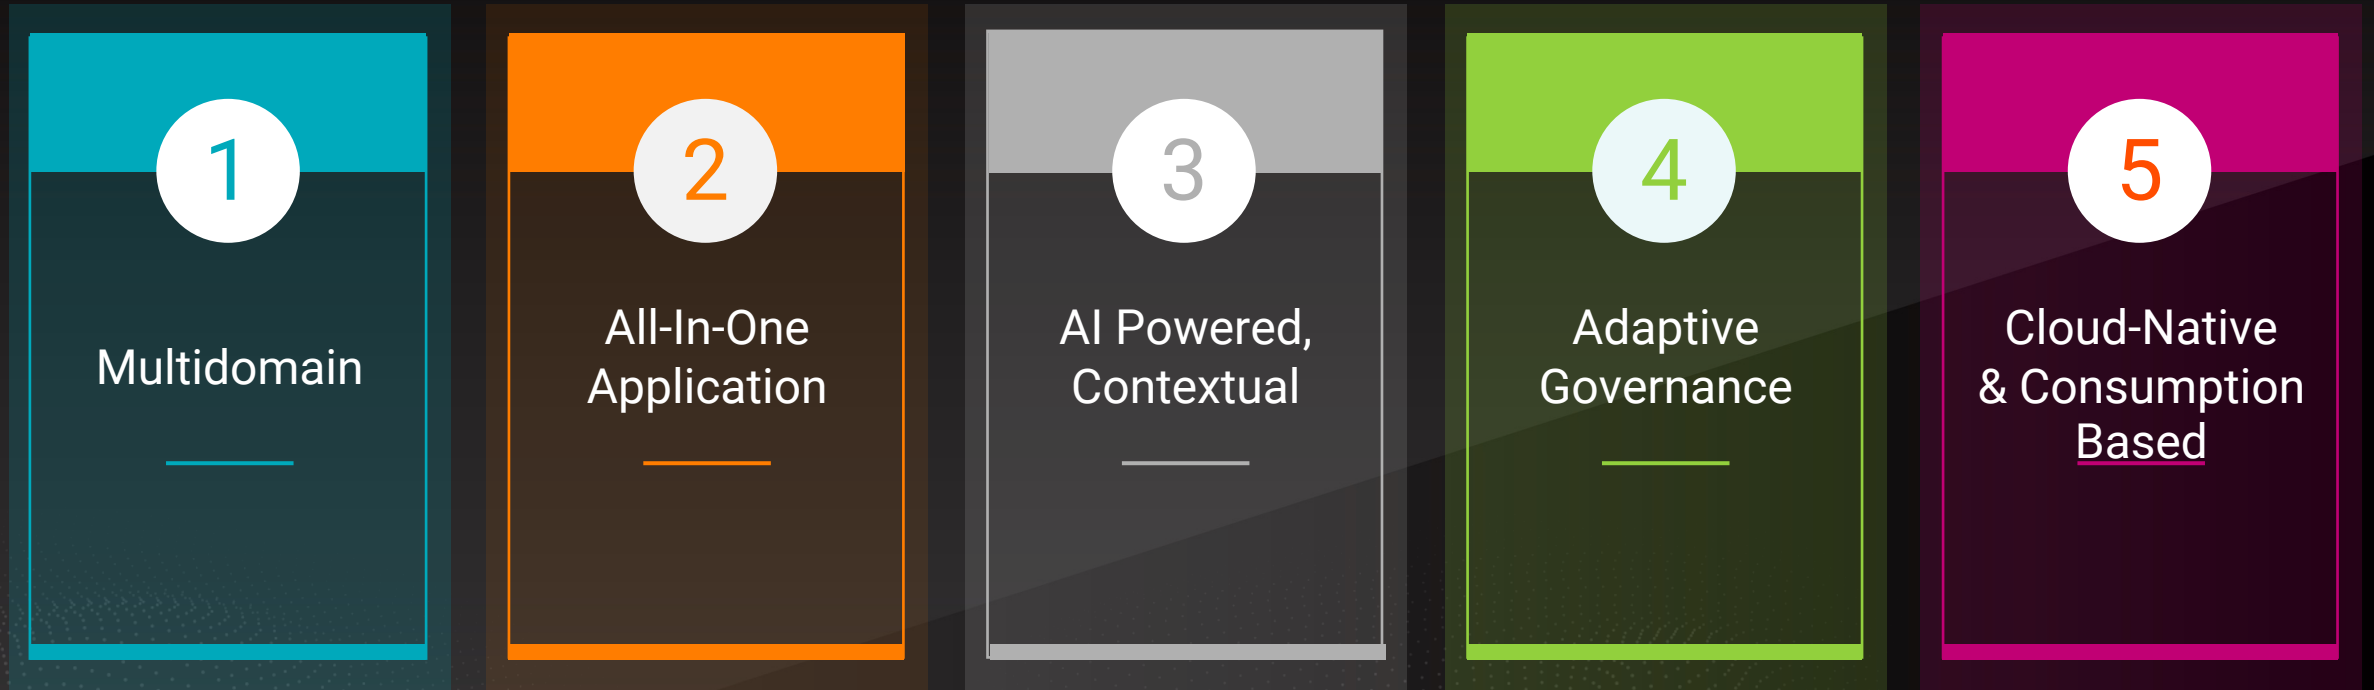 1
Multidomain
2
All-In-One
Application
3
AI Powered,
Contextual
4
Adaptive
Governance
5
Cloud-Native
& Consumption
Based